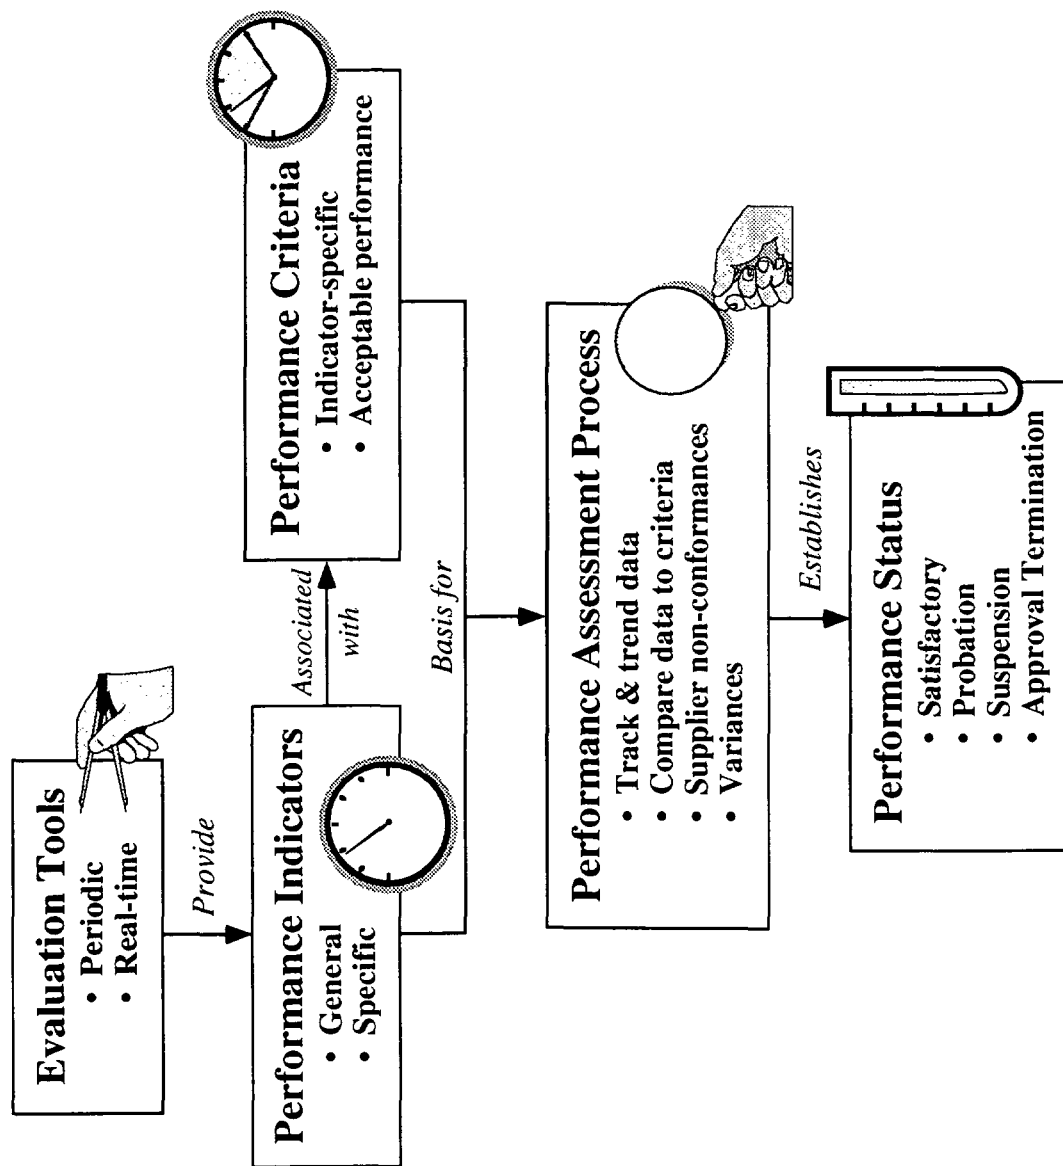 Evaluation Tools
• Periodic
• Real-time
Provide
Performance Indicators
• General
• Specific
Associated
with
Performance Criteria
• Indicator-specific
• Acceptable performance
Basis for
Performance Assessment Process
• Track & trend data
• Compare data to criteria
• Supplier non-conformances
• Variances
Establishes
Performance Status
• Satisfactory
• Probation
• Suspension
• Approval Termination